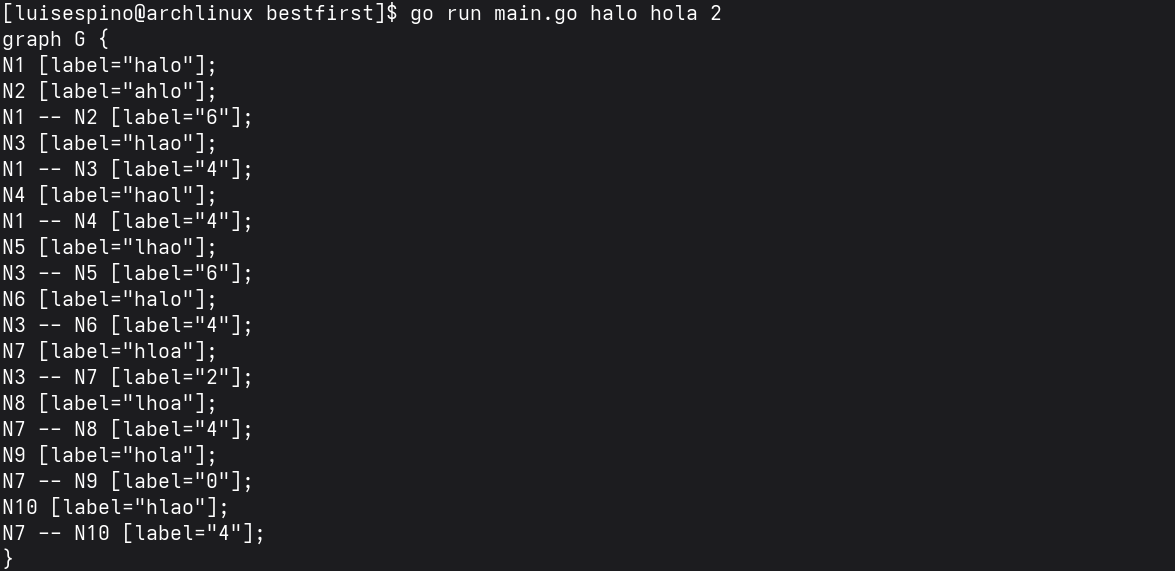 [luisespino@archlinux bestfirst]$ go run main.go halo hola 2
graph G {
N1 [label="halo"];
N2 [label="ahlo"];
N1 -- N2 [label="6"];
N3 [label="hlao"];
N1 -- N3 [label="4"];
N4 [label="haol"];
N1 -- N4 [label="4"];
N5 [label="lhao"];
N3 -- N5 [label="6"];
N6 [label="halo"];
N3 -- N6 [label="4"];
N7 [label="hloa"];
N3 -- N7 [label="2"];
N8 [label="lhoa"];
N7 -- N8 [label="4"];
N9 [label="hola"];
N7 -- N9 [label="0"];
N10 [label="hlao"];
N7 -- N10 [label="4"];
}